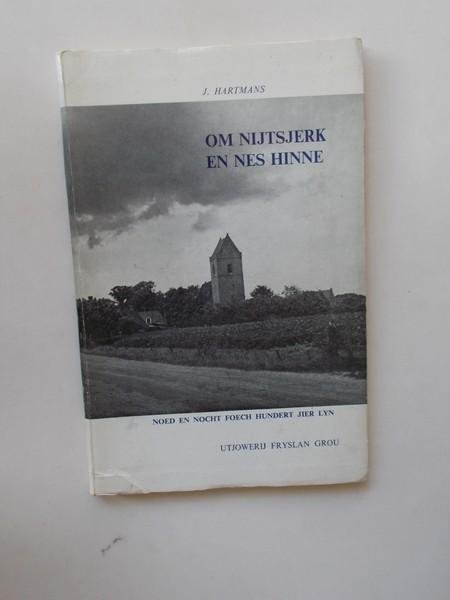 J. HARTMANS
OM NIJTSJERK
EN NES HINNE
NOED EN NOCHT FOECH HUNDERT JIER LYN
UTJOWERIJ FRYSLAN GROU